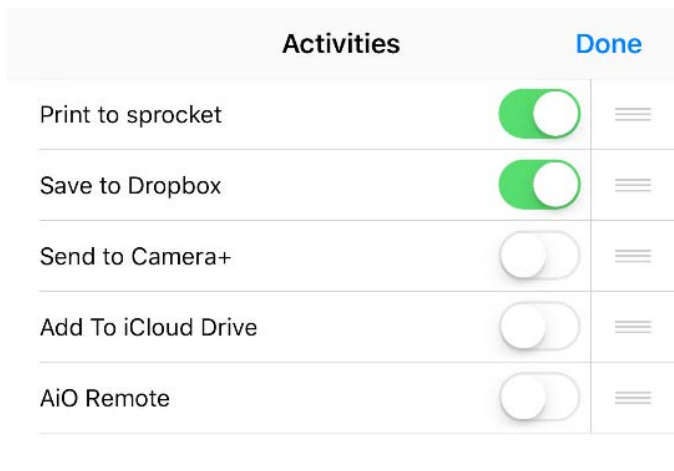 Activities Done
Print to sprocket
Save to Dropbox
Send to Camera+
Add To iCloud Drive
AiO Remote